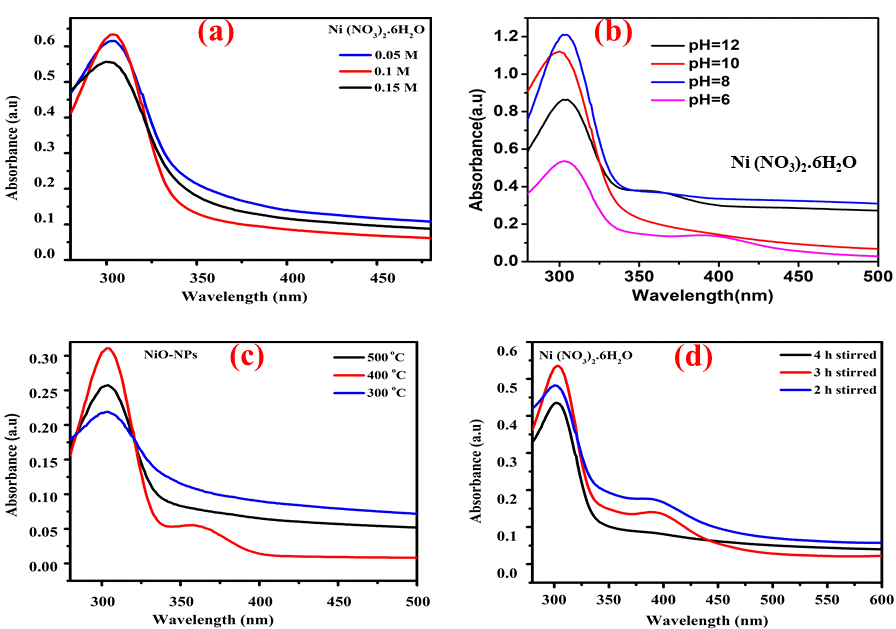 (a)
Ni (NO₃)₂.6H₂O
0.05 M
0.1 M
0.15 M
0.6
0.5
0.4
0.3
0.2
0.1
0.0
Absorbance (a.u)
300
350
400
450
Wavelength (nm)
(b)
pH=12
pH=10
pH=8
pH=6
Ni (NO₃)₂.6H₂O
1.2
1.0
0.8
0.6
0.4
0.2
0.0
Absorbance(a.u)
300
350
400
450
500
Wavelength(nm)
(c)
NiO-NPs
500 °C
400 °C
300 °C
0.30
0.25
0.20
0.15
0.10
0.05
0.00
Absorbance (a.u)
300
350
400
450
500
Wavelength (nm)
(d)
Ni (NO₃)₂.6H₂O
4 h stirred
3 h stirred
2 h stirred
0.6
0.5
0.4
0.3
0.2
0.1
0.0
Absorbance (a.u)
300
350
400
450
500
550
600
Wavelength (nm)